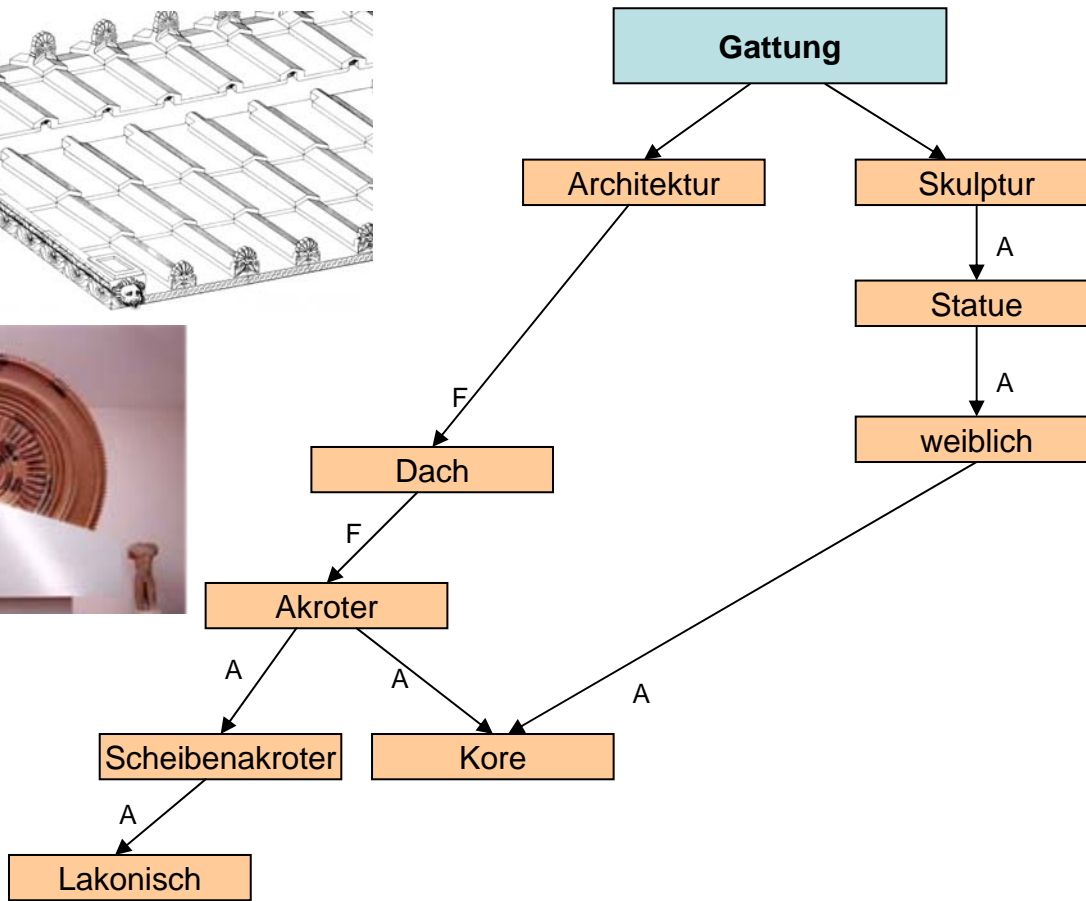 Gattung
Architektur
Skulptur
A
Statue
A
F
weiblich
Dach
F
Akroter
A
A
A
Scheibenakroter
Kore
A
Lakonisch